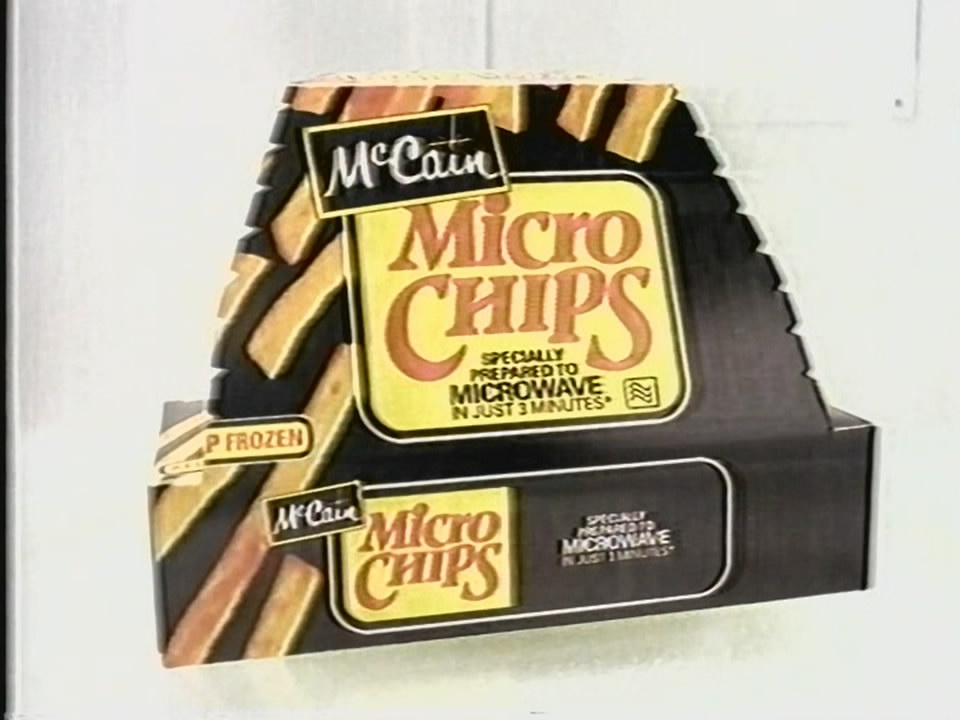 McCain
Micro
CHIPS
SPECIALLY
PREPARED TO
MICROWAVE
IN JUST 3 MINUTES*
P FROZEN
McCain
Micro
CHIPS
SPECIALLY
PREPARED TO
MICROWAVE
IN JUST 3 MINUTES*